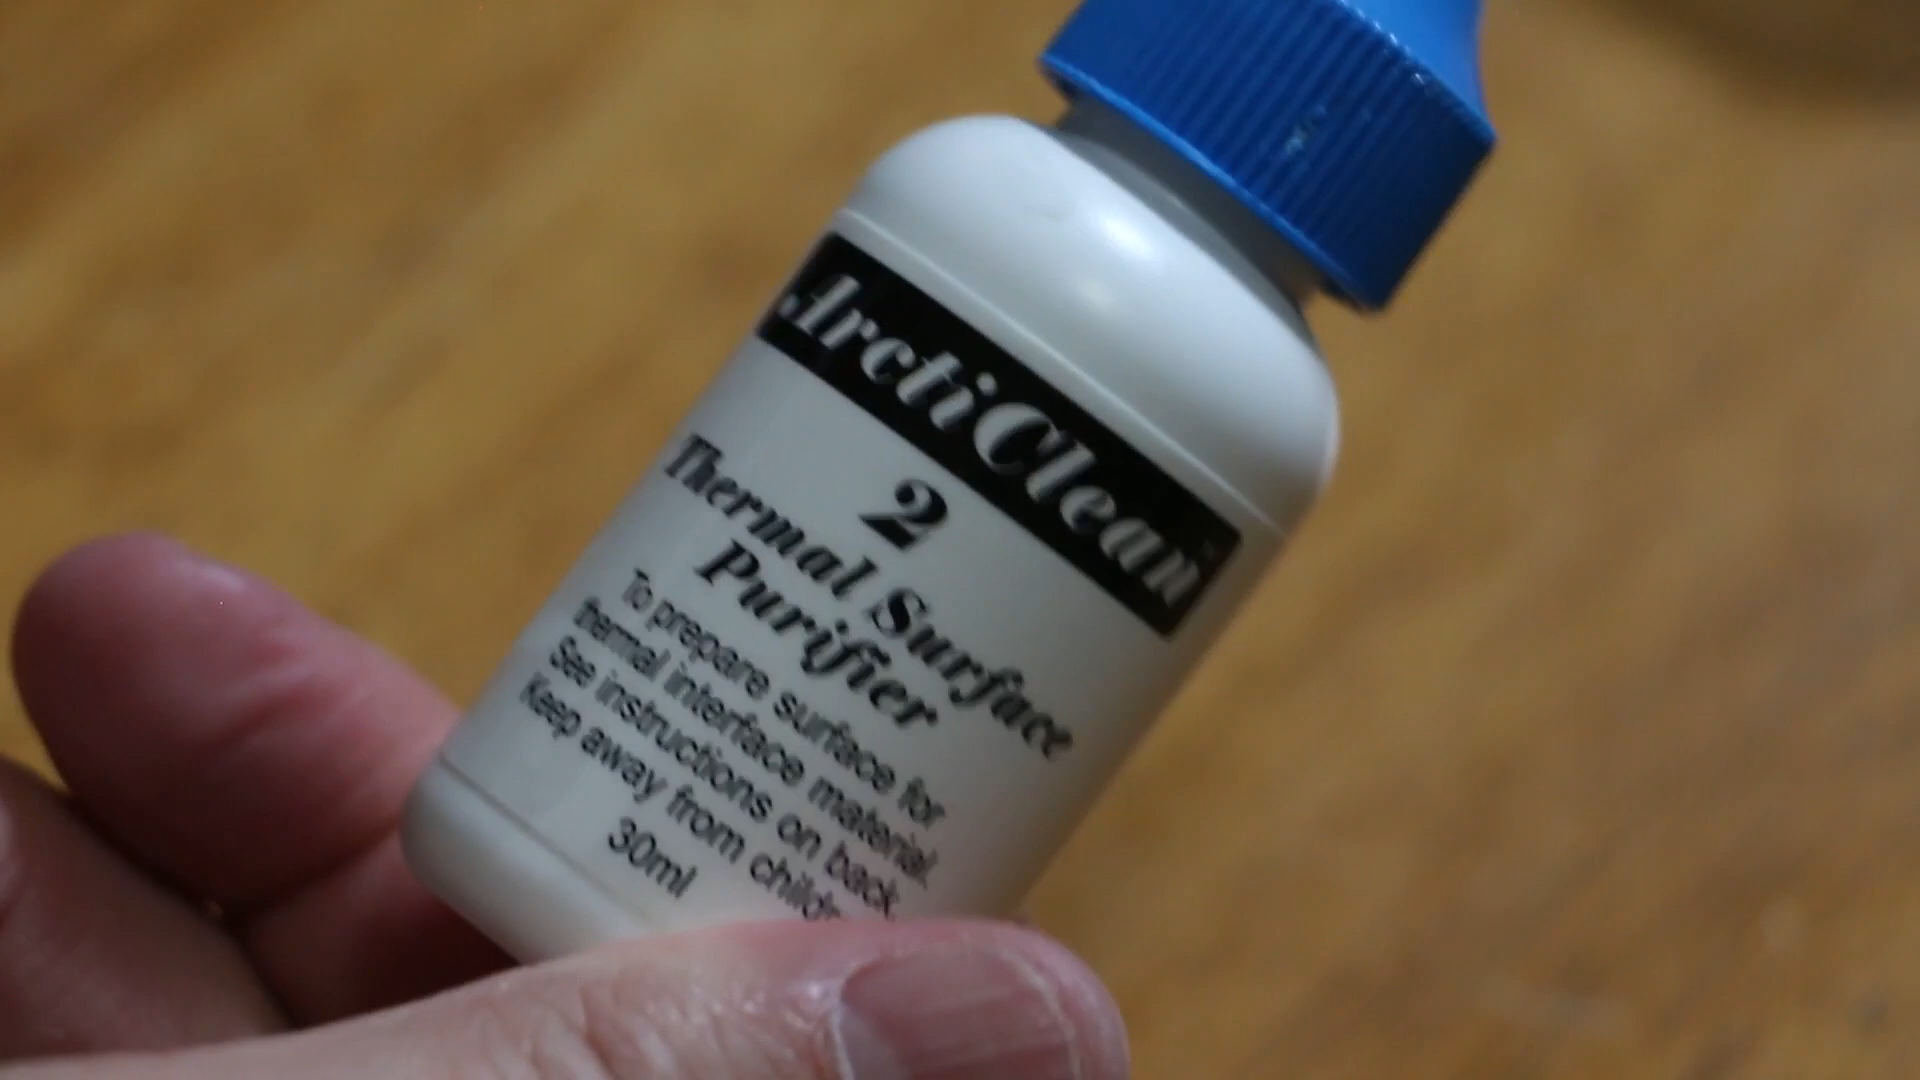 ArctiClean™
2
Thermal Surface
Purifier
To prepare surface for
thermal interface material.
See instructions on back.
Keep away from
30ml